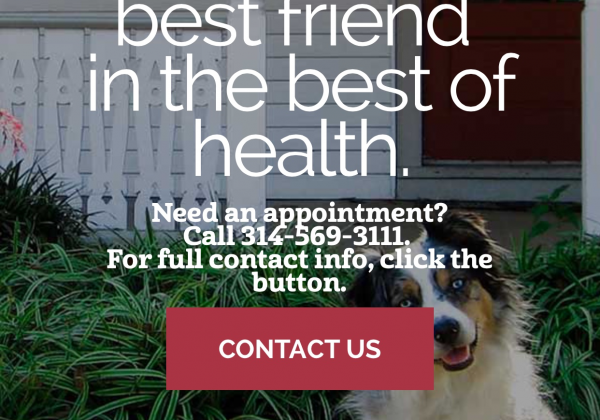 best friend
in the best of
health.
Need an appointment?
Call 314-569-3111.
For full contact info, click the
button.
CONTACT US